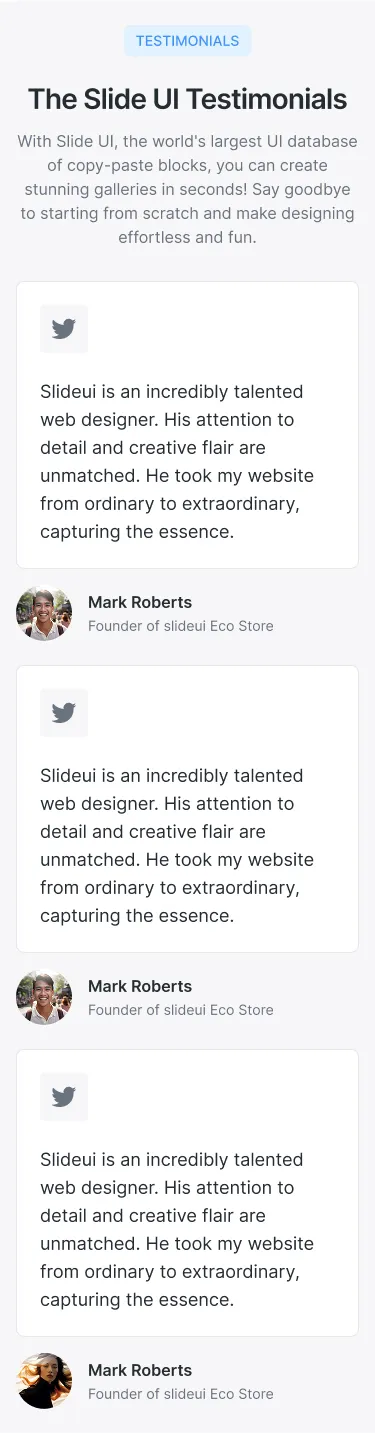 TESTIMONIALS
The Slide UI Testimonials
With Slide UI, the world's largest UI database
of copy-paste blocks, you can create
stunning galleries in seconds! Say goodbye
to starting from scratch and make designing
effortless and fun.
Slideui is an incredibly talented
web designer. His attention to
detail and creative flair are
unmatched. He took my website
from ordinary to extraordinary,
capturing the essence.
Mark Roberts
Founder of slideui Eco Store
Slideui is an incredibly talented
web designer. His attention to
detail and creative flair are
unmatched. He took my website
from ordinary to extraordinary,
capturing the essence.
Mark Roberts
Founder of slideui Eco Store
Slideui is an incredibly talented
web designer. His attention to
detail and creative flair are
unmatched. He took my website
from ordinary to extraordinary,
capturing the essence.
Mark Roberts
Founder of slideui Eco Store